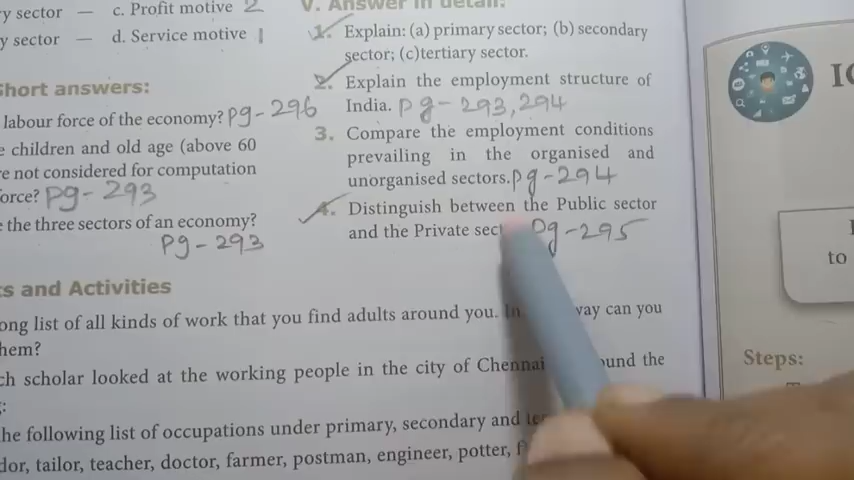 y sector — c. Profit motive 2
y sector — d. Service motive 1
Short answers:
labour force of the economy? pg-296
e children and old age (above 60
re not considered for computation
orce? pg-293
e the three sectors of an economy?
pg-293
V. Answer in detail:
1. Explain: (a) primary sector; (b) secondary
sector; (c)tertiary sector.
2. Explain the employment structure of
India. pg-293,294
3. Compare the employment conditions
prevailing in the organised and
unorganised sectors. pg-294
4. Distinguish between the Public sector
and the Private sect pg-295
ts and Activities
ong list of all kinds of work that you find adults around you. In way can you
hem?
ch scholar looked at the working people in the city of Chennai ound the
g:
he following list of occupations under primary, secondary and te
dor, tailor, teacher, doctor, farmer, postman, engineer, potter, f
IC
to
Steps: